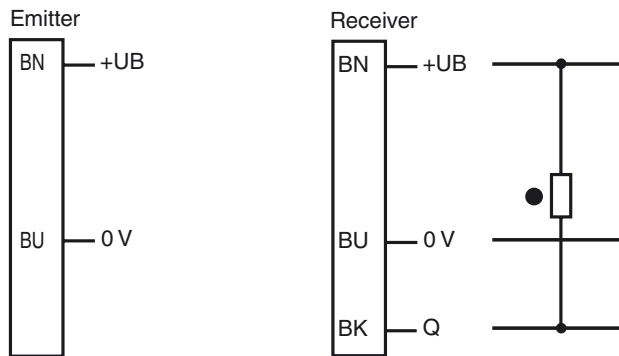 Emitter
BN +UB
BU 0 V
Receiver
BN +UB
BU 0 V
BK Q